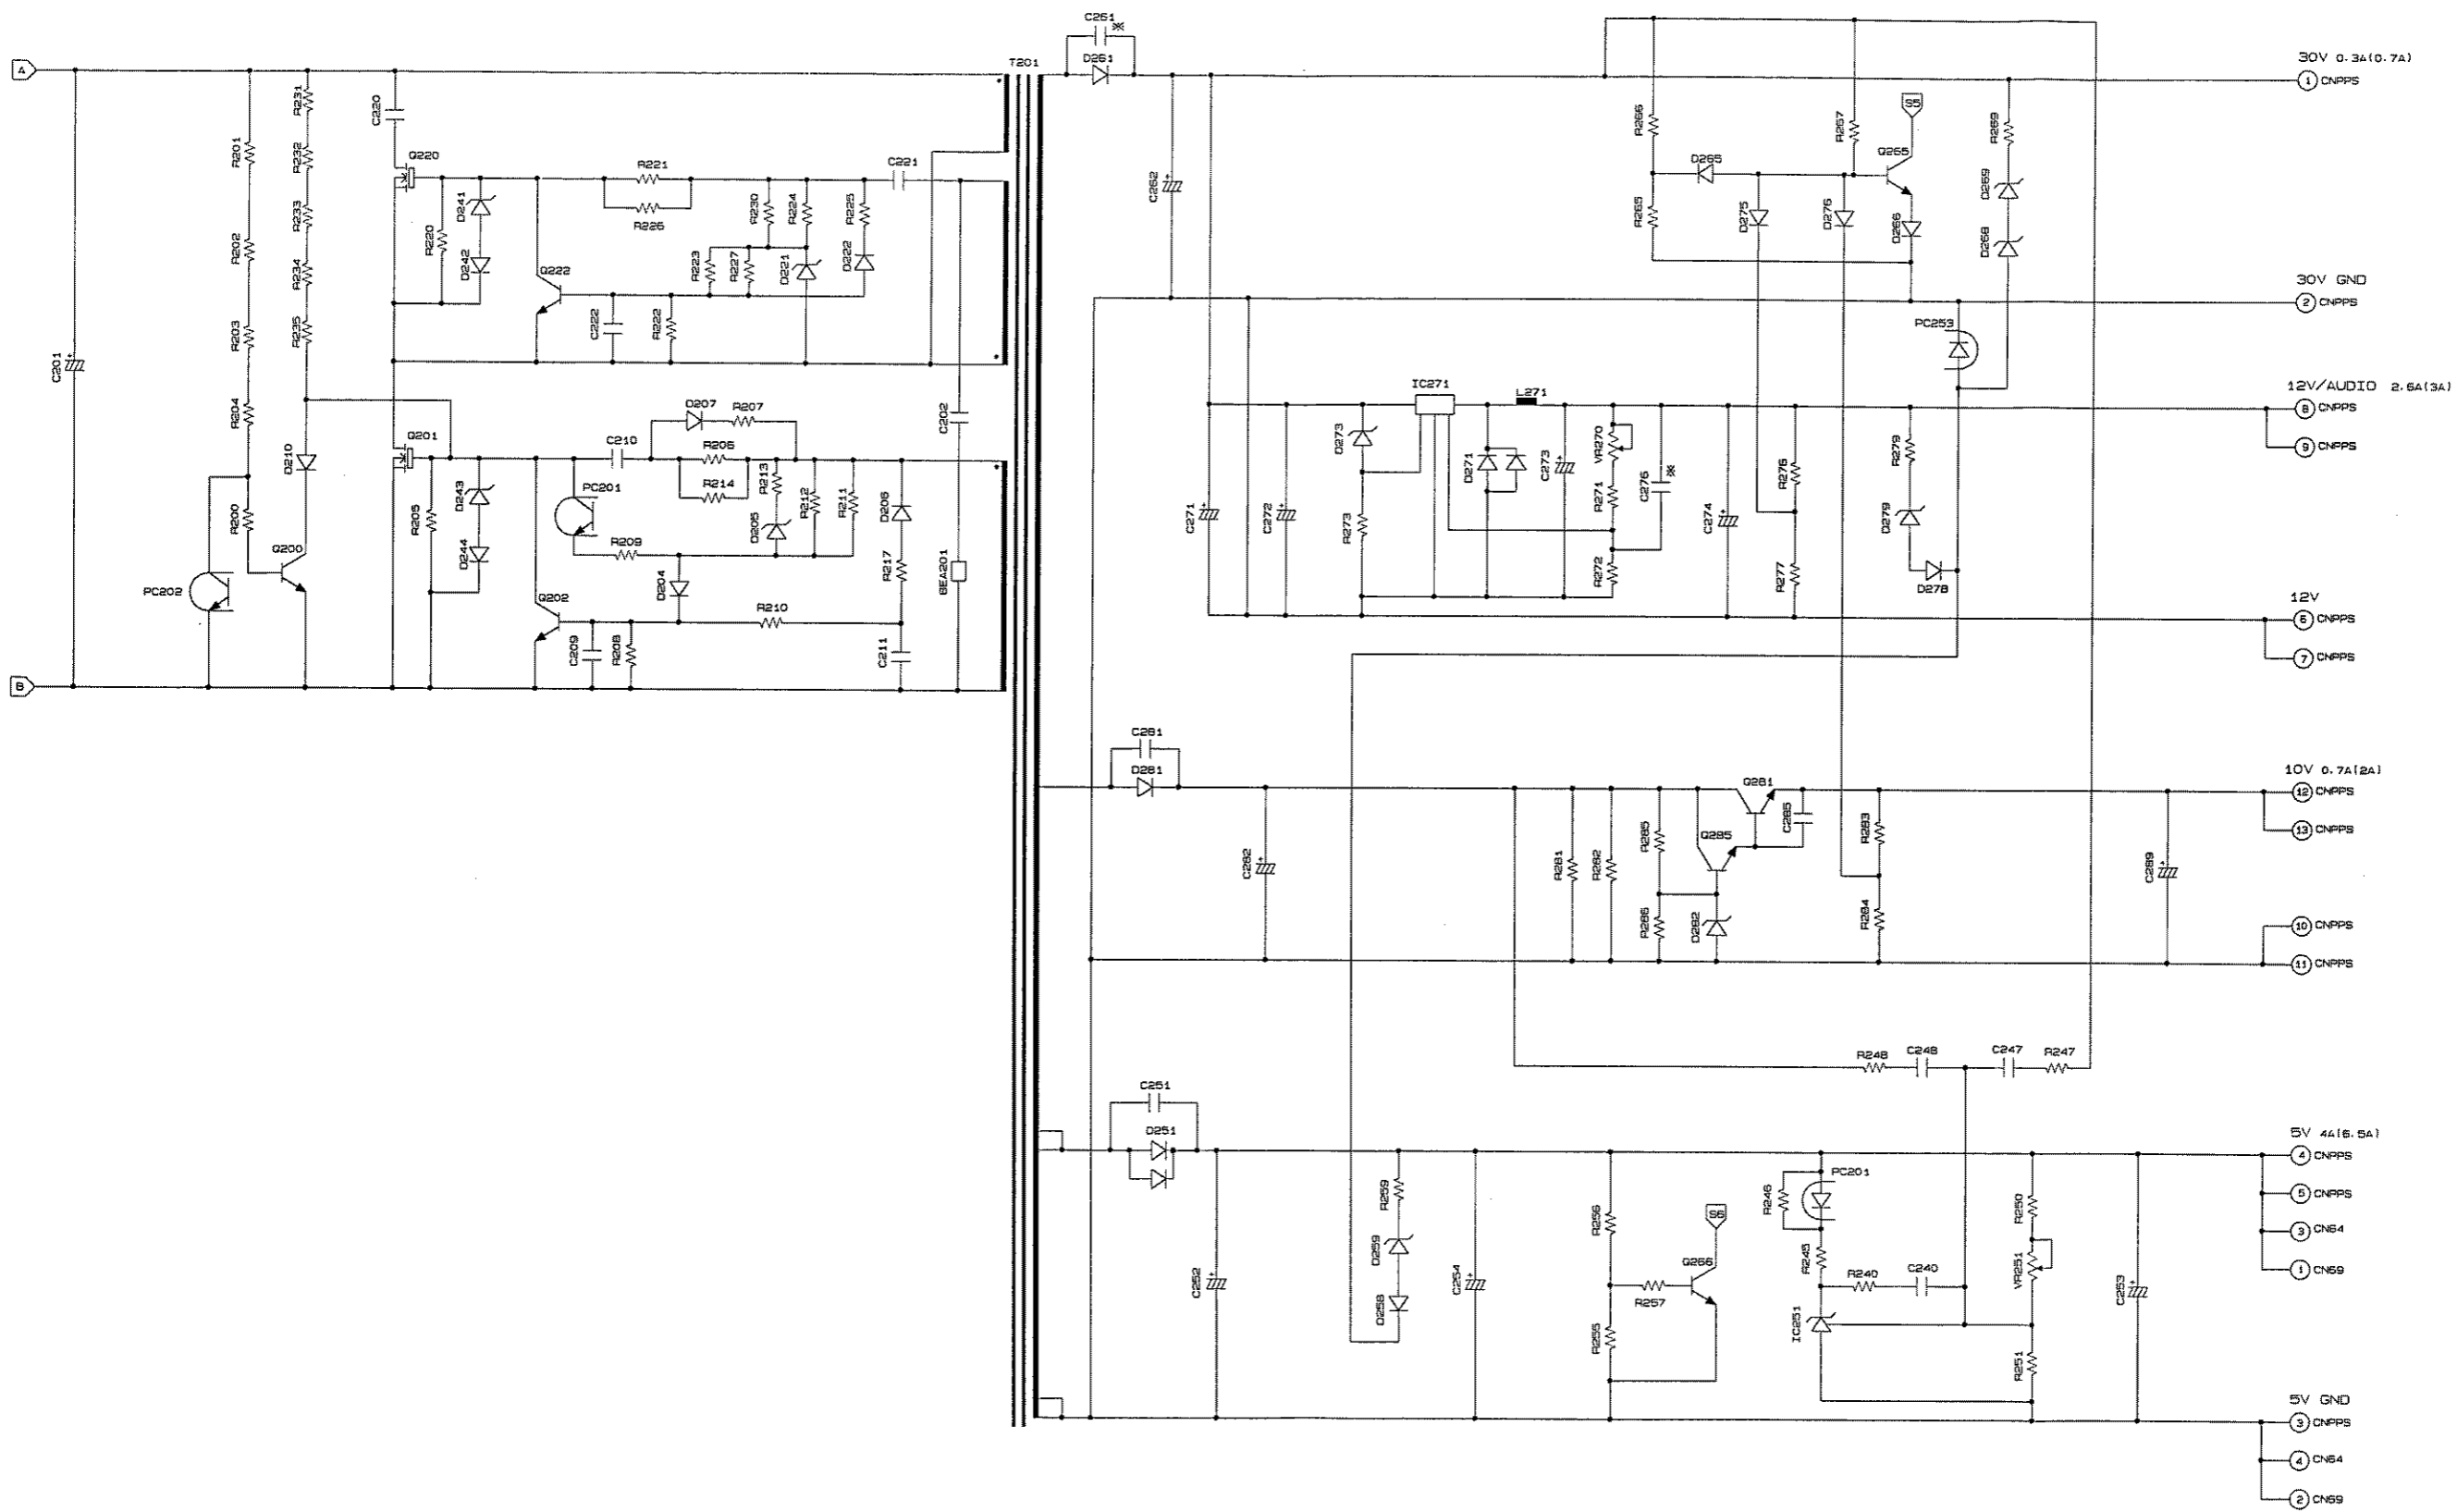 A
B
C201
R201
R202
R203
R204
R200
PC202
Q200
R231
R232
R233
R234
R235
D210
C220
Q220
R220
D241
D242
Q222
R221
R226
C222
R222
R223
R227
R230
R224
D221
R225
D222
C221
Q201
R205
D243
D244
Q202
PC201
C210
D207
R207
R206
R214
R213
D205
R212
R211
R209
D204
R210
C209
R208
D206
R217
C211
C202
BEA201
T201
C261
※
D261
C262
R266
R265
D265
R267
Q265
S5
D275
D276
D266
R269
D269
D268
PC253
30V 0.3A(0.7A)
1 CNPPS
30V GND
2 CNPPS
C271
C272
D273
R273
IC271
L271
D271
C273
VR270
R271
R272
C276
※
C274
R276
R277
R279
D279
D278
12V/AUDIO 2.6A(3A)
8 CNPPS
9 CNPPS
12V
6 CNPPS
7 CNPPS
C281
D281
C282
R281
R282
R285
R286
Q285
D282
Q281
C285
R283
R284
C289
10V 0.7A(2A)
12 CNPPS
13 CNPPS
10 CNPPS
11 CNPPS
R248
C248
C247
R247
C251
D251
C252
R259
D259
D258
C254
R256
R255
R257
Q266
S6
PC201
R246
R245
R240
C240
IC251
R250
VR251
R251
C253
5V 4A(6.5A)
4 CNPPS
5 CNPPS
3 CN64
1 CN69
5V GND
3 CNPPS
4 CN64
2 CN69